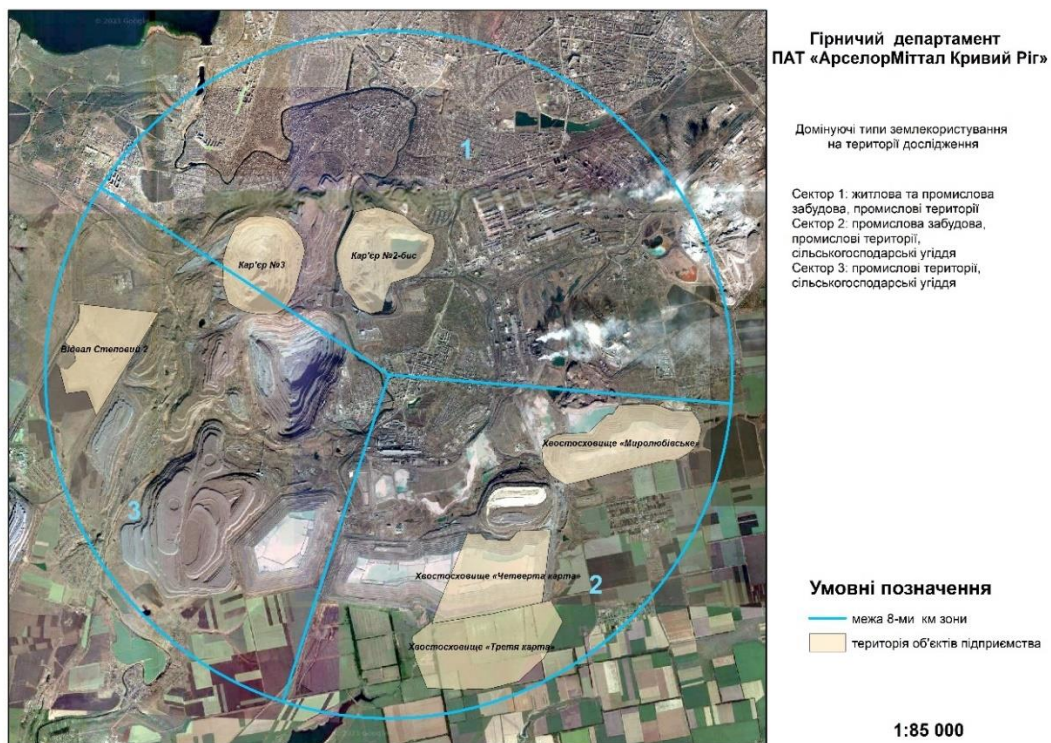 © 2023 Google
Гірничий департамент
ПАТ «АрселорМіттал Кривий Ріг»
Домінуючі типи землекористування
на території дослідження
Сектор 1: житлова та промислова
забудова, промислові території
Сектор 2: промислова забудова,
промислові території,
сільськогосподарські угіддя
Сектор 3: промислові території,
сільськогосподарські угіддя
1
Кар'єр №3
Кар'єр №2-бис
Відвал Степовий 2
Хвостосховище «Миролюбівське»
3
Хвостосховище «Четверта карта»
2
Хвостосховище «Третя карта»
Умовні позначення
межа 8-ми км зони
територія об'єктів підприємства
1:85 000